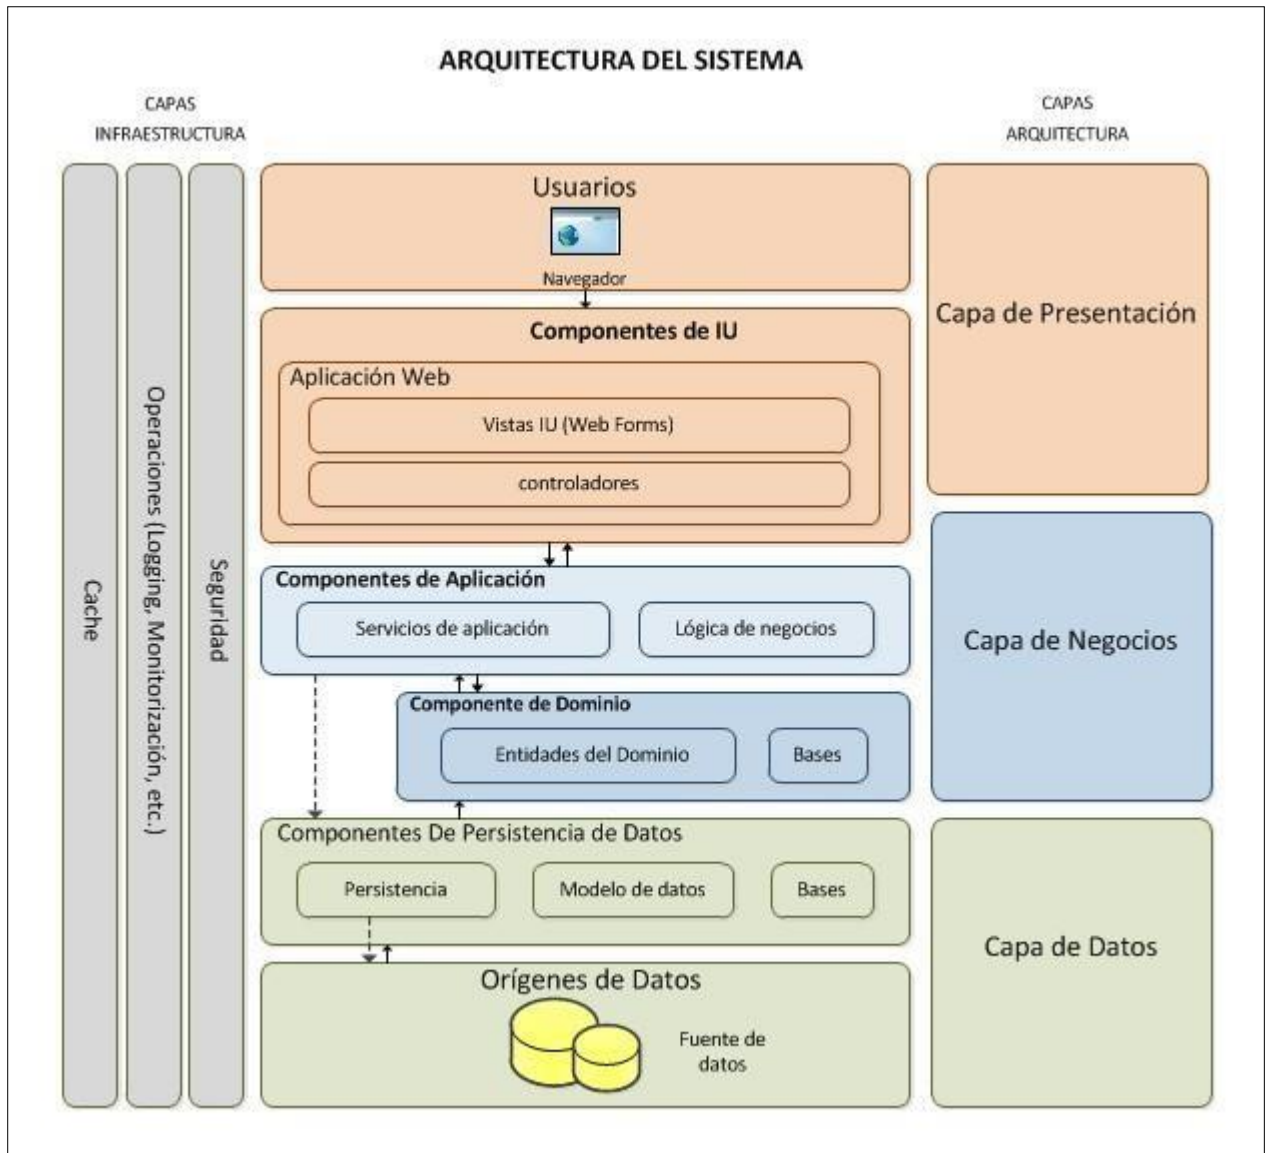 ARQUITECTURA DEL SISTEMA
CAPAS
INFRAESTRUCTURA
CAPAS
ARQUITECTURA
Cache
Operaciones (Logging, Monitorización, etc.)
Seguridad
Usuarios
Navegador
Componentes de IU
Aplicación Web
Vistas IU (Web Forms)
controladores
Capa de Presentación
Componentes de Aplicación
Servicios de aplicación
Lógica de negocios
Componente de Dominio
Entidades del Dominio
Bases
Capa de Negocios
Componentes De Persistencia de Datos
Persistencia
Modelo de datos
Bases
Orígenes de Datos
Fuente de
datos
Capa de Datos